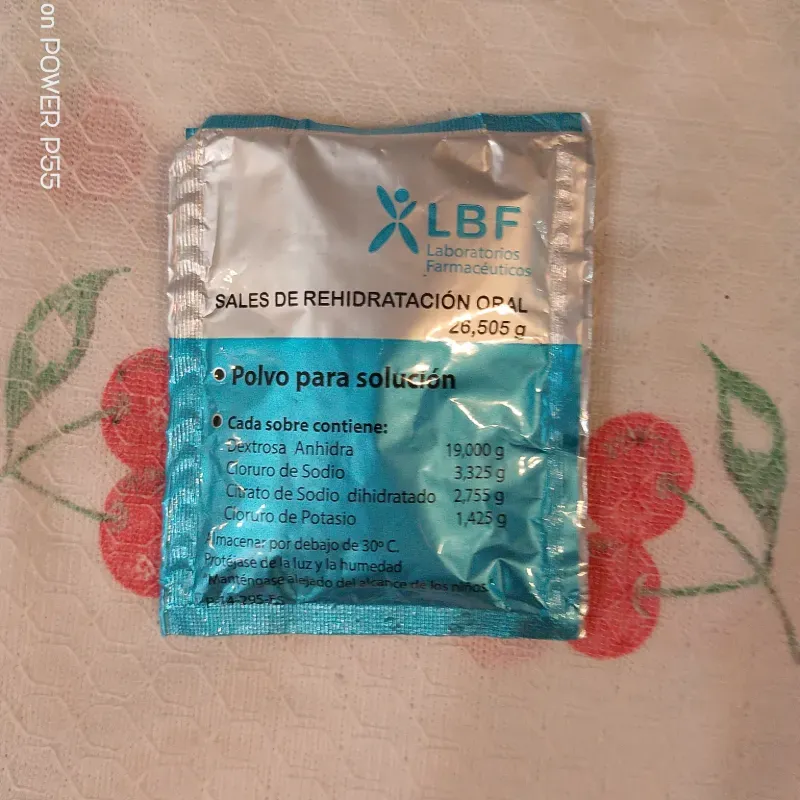 on POWER P55
LBF
Laboratorios
Farmacéuticos
SALES DE REHIDRATACIÓN ORAL
26,505 g
Polvo para solución
Cada sobre contiene:
Dextrosa Anhidra 19,000 g
Cloruro de Sodio 3,325 g
Citrato de Sodio dihidratado 2,755 g
Cloruro de Potasio 1,425 g
Almacenar por debajo de 30º C.
Protéjase de la luz y la humedad
Manténgase alejado del alcance de los niños